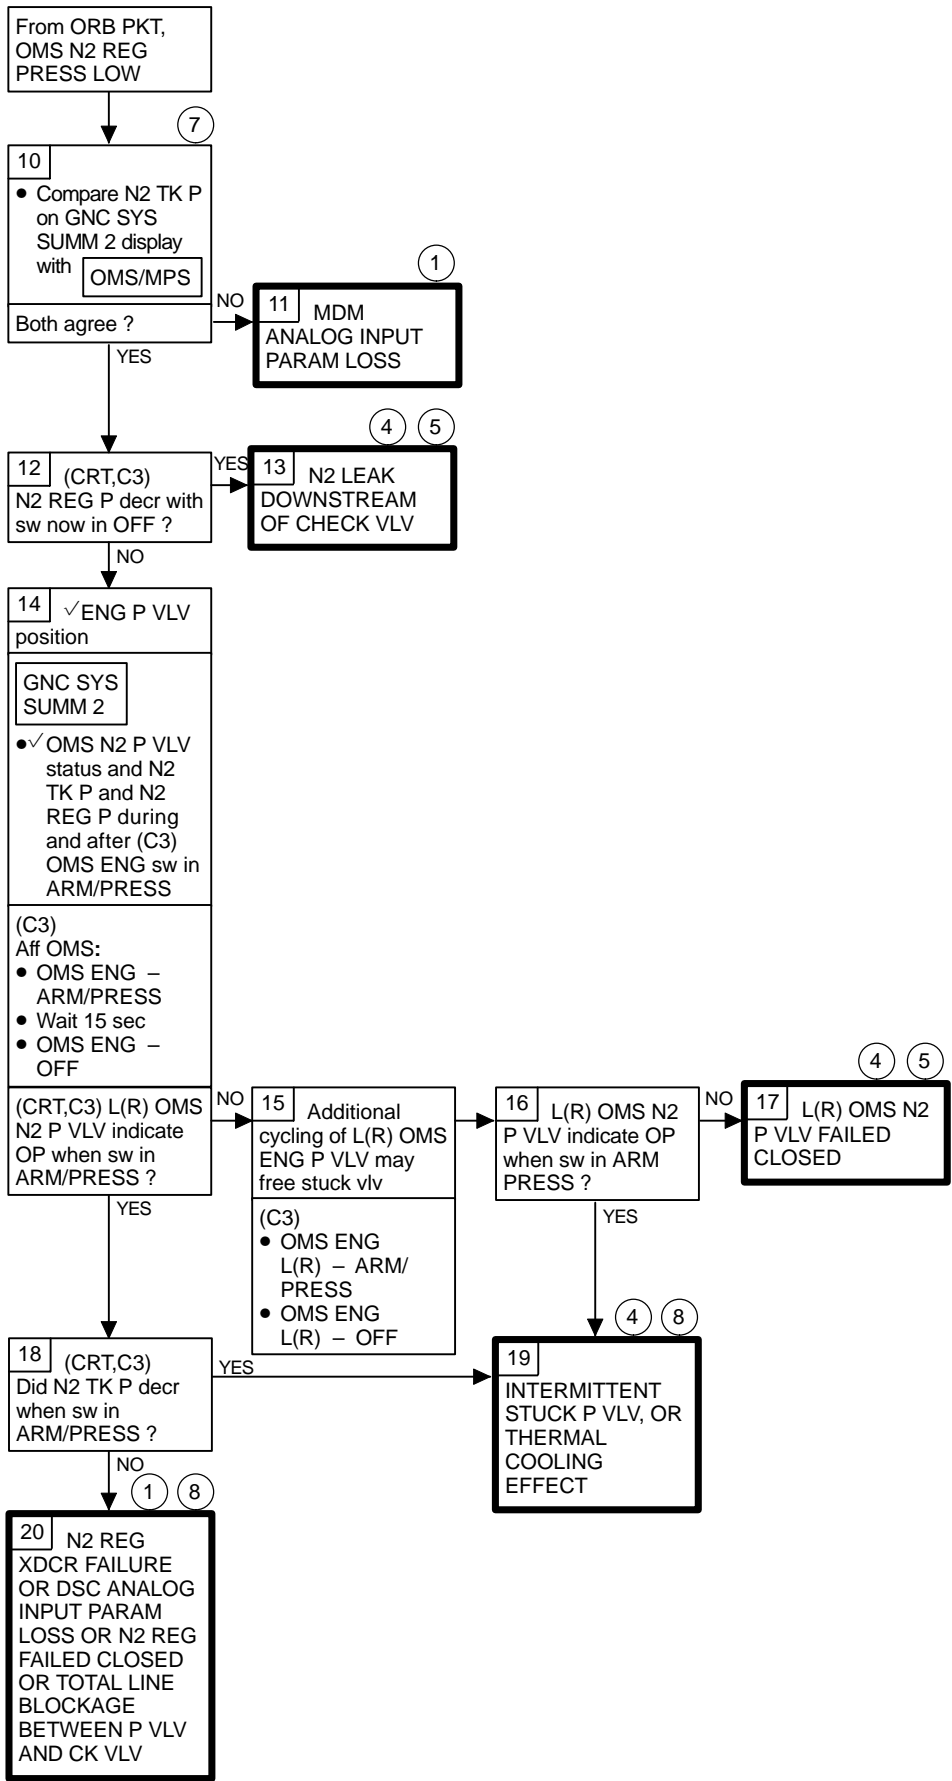 From ORB PKT,
OMS N2 REG
PRESS LOW
7
10
● Compare N2 TK P
on GNC SYS
SUMM 2 display
with OMS/MPS
Both agree ?
NO
YES
1
11 MDM
ANALOG INPUT
PARAM LOSS
12 (CRT,C3)
N2 REG P decr with
sw now in OFF ?
YES
NO
4 5
13 N2 LEAK
DOWNSTREAM
OF CHECK VLV
14 √ENG P VLV
position
GNC SYS
SUMM 2
●√OMS N2 P VLV
status and N2
TK P and N2
REG P during
and after (C3)
OMS ENG sw in
ARM/PRESS
(C3)
Aff OMS:
● OMS ENG –
ARM/PRESS
● Wait 15 sec
● OMS ENG –
OFF
(CRT,C3) L(R) OMS
N2 P VLV indicate
OP when sw in
ARM/PRESS ?
NO
YES
15 Additional
cycling of L(R) OMS
ENG P VLV may
free stuck vlv
(C3)
● OMS ENG
L(R) – ARM/
PRESS
● OMS ENG
L(R) – OFF
16 L(R) OMS N2
P VLV indicate OP
when sw in ARM
PRESS ?
NO
YES
4 5
17 L(R) OMS N2
P VLV FAILED
CLOSED
18 (CRT,C3)
Did N2 TK P decr
when sw in
ARM/PRESS ?
YES
NO
4 8
19
INTERMITTENT
STUCK P VLV, OR
THERMAL
COOLING
EFFECT
1 8
20 N2 REG
XDCR FAILURE
OR DSC ANALOG
INPUT PARAM
LOSS OR N2 REG
FAILED CLOSED
OR TOTAL LINE
BLOCKAGE
BETWEEN P VLV
AND CK VLV